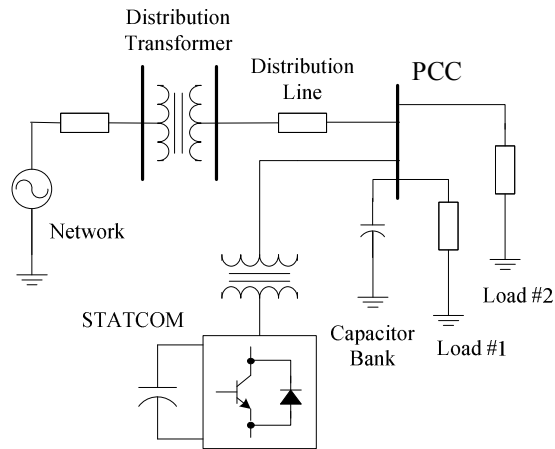 Distribution
Transformer
Distribution
Line
PCC
Network
STATCOM
Capacitor
Bank
Load #1
Load #2